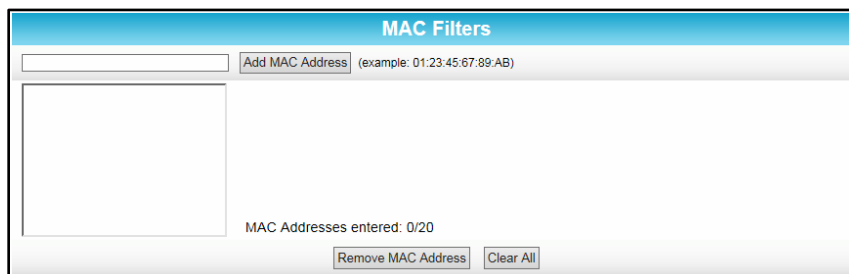 MAC Filters
Add MAC Address (example: 01:23:45:67:89:AB)
MAC Addresses entered: 0/20
Remove MAC Address Clear All